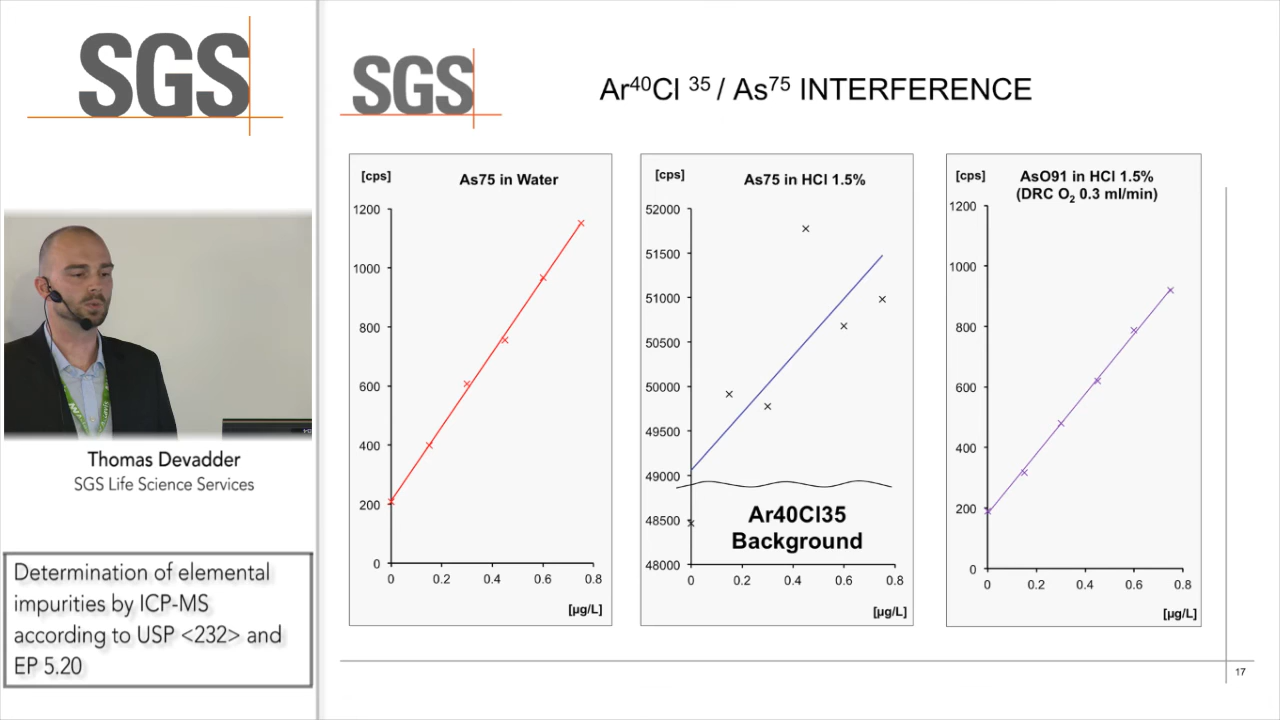 SGS
Thomas Devadder
SGS Life Science Services
Determination of elemental
impurities by ICP-MS
according to USP <232> and
EP 5.20
SGS
Ar⁴⁰Cl ³⁵ / As⁷⁵ INTERFERENCE
[cps]
As75 in Water
1200
1000
800
600
400
200
0
0 0.2 0.4 0.6 0.8
[µg/L]
[cps]
As75 in HCl 1.5%
52000
51500
51000
50500
50000
49500
49000
48500
48000
Ar40Cl35
Background
0 0.2 0.4 0.6 0.8
[µg/L]
[cps]
AsO91 in HCl 1.5%
(DRC O₂ 0.3 ml/min)
1200
1000
800
600
400
200
0
0 0.2 0.4 0.6 0.8
[µg/L]
17